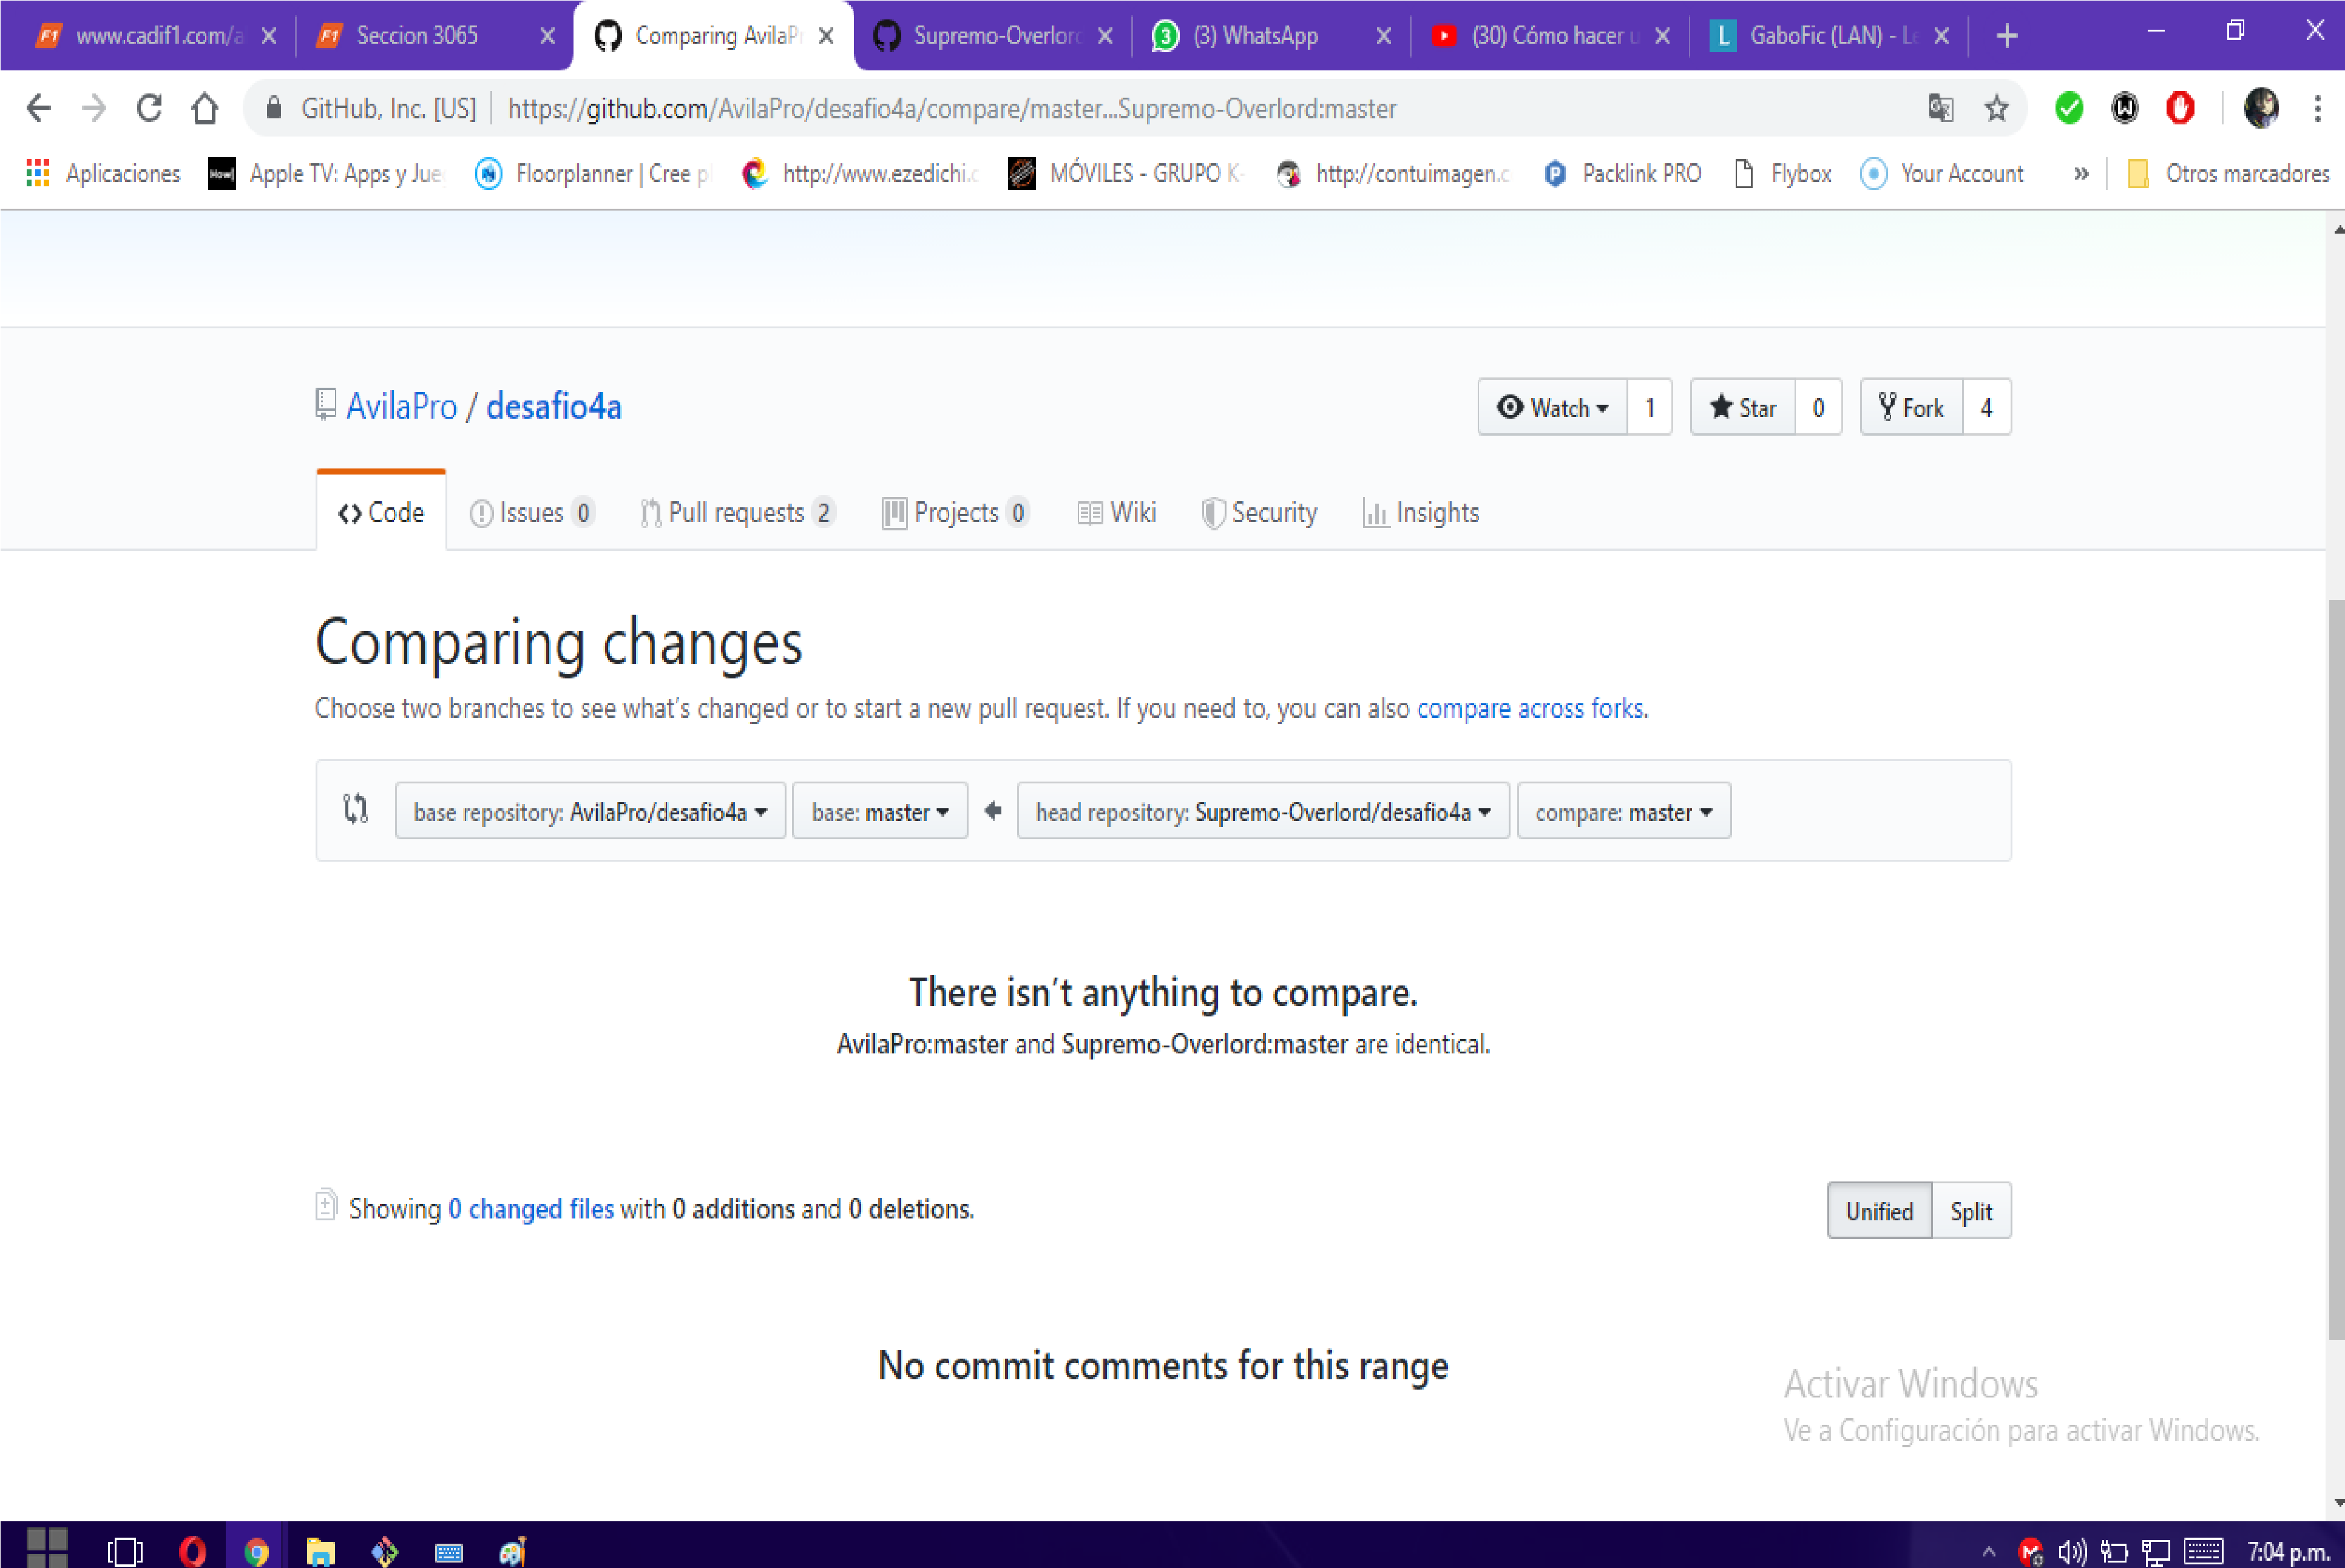 www.cadif1.com/a
Seccion 3065
Comparing AvilaPr
Supremo-Overlord
(3) WhatsApp
(30) Cómo hacer u
GaboFic (LAN) - Le
GitHub, Inc. [US] https://github.com/AvilaPro/desafio4a/compare/master...Supremo-Overlord:master
Aplicaciones
Apple TV: Apps y Jue
Floorplanner | Cree p
http://www.ezedichi.c
MÓVILES - GRUPO K-
http://contuimagen.c
Packlink PRO
Flybox
Your Account
»
Otros marcadores
AvilaPro / desafio4a
Watch 1
Star 0
Fork 4
Code
Issues 0
Pull requests 2
Projects 0
Wiki
Security
Insights
Comparing changes
Choose two branches to see what's changed or to start a new pull request. If you need to, you can also compare across forks.
base repository: AvilaPro/desafio4a
base: master
head repository: Supremo-Overlord/desafio4a
compare: master
There isn't anything to compare.
AvilaPro:master and Supremo-Overlord:master are identical.
Showing 0 changed files with 0 additions and 0 deletions.
Unified
Split
No commit comments for this range
Activar Windows
Ve a Configuración para activar Windows.
7:04 p.m.